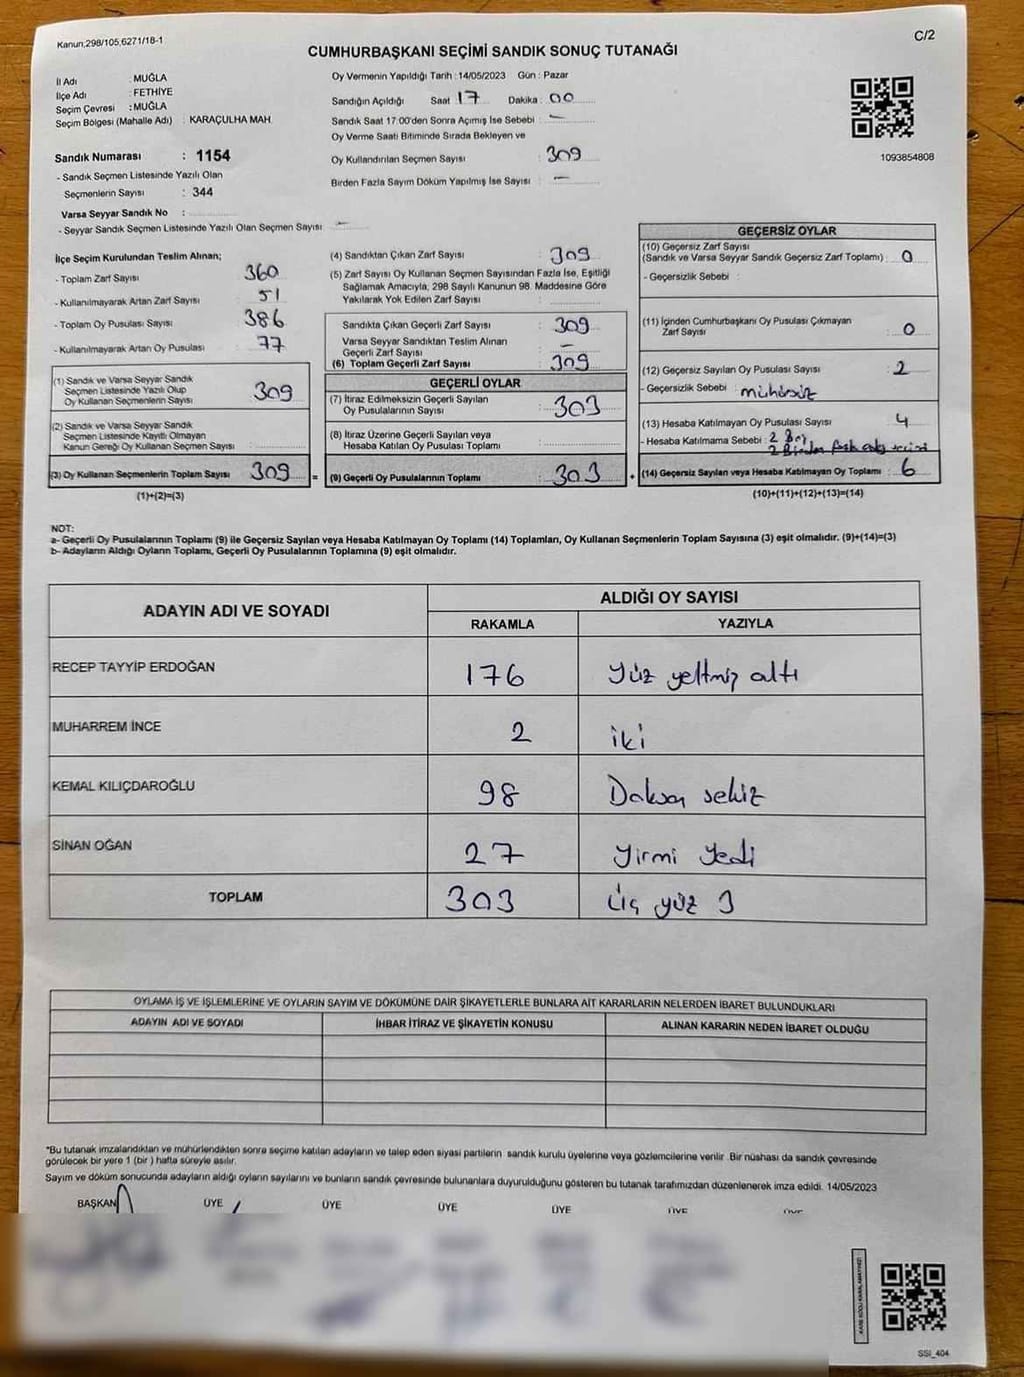 Kanun,298/105,6271/18-1
C/2
CUMHURBAŞKANI SEÇİMİ SANDIK SONUÇ TUTANAĞI
İl Adı : MUĞLA
İlçe Adı : FETHİYE
Seçim Çevresi : MUĞLA
Seçim Bölgesi (Mahalle Adı) : KARAÇULHA MAH.
Oy Vermenin Yapıldığı Tarih : 14/05/2023 Gün : Pazar
Sandığın Açıldığı Saat 17 Dakika : 00
Sandık Saat 17:00'den Sonra Açımış İse Sebebi : —
Oy Verme Saati Bitiminde Sırada Bekleyen ve
Oy Kullandırılan Seçmen Sayısı : 309
Birden Fazla Sayım Döküm Yapılmış İse Sayısı : —
1093854808
Sandık Numarası : 1154
- Sandık Seçmen Listesinde Yazılı Olan
Seçmenlerin Sayısı : 344
Varsa Seyyar Sandık No :
- Seyyar Sandık Seçmen Listesinde Yazılı Olan Seçmen Sayısı : —
İlçe Seçim Kurulundan Teslim Alınan;
- Toplam Zarf Sayısı : 360
- Kullanılmayarak Artan Zarf Sayısı : 51
- Toplam Oy Pusulası Sayısı : 386
- Kullanılmayarak Artan Oy Pusulası : 77
(1) Sandık ve Varsa Seyyar Sandık
Seçmen Listesinde Yazılı Olup
Oy Kullanan Seçmenlerin Sayısı : 309
(2) Sandık ve Varsa Seyyar Sandık
Seçmen Listesinde Kayıtlı Olmayan
Kanun Gereği Oy Kullanan Seçmen Sayısı :
(3) Oy Kullanan Seçmenlerin Toplam Sayısı : 309 =
(1)+(2)=(3)
(4) Sandıktan Çıkan Zarf Sayısı : 309
(5) Zarf Sayısı Oy Kullanan Seçmen Sayısından Fazla İse, Eşitliği
Sağlamak Amacıyla, 298 Sayılı Kanunun 98. Maddesine Göre
Yakılarak Yok Edilen Zarf Sayısı :
Sandıkta Çıkan Geçerli Zarf Sayısı : 309
Varsa Seyyar Sandıktan Teslim Alınan
Geçerli Zarf Sayısı : —
(6) Toplam Geçerli Zarf Sayısı : 309
GEÇERLİ OYLAR
(7) İtiraz Edilmeksizin Geçerli Sayılan
Oy Pusulalarının Sayısı : 303
(8) İtiraz Üzerine Geçerli Sayılan veya
Hesaba Katılan Oy Pusulaları Toplamı :
(9) Geçerli Oy Pusulalarının Toplamı : 303 +
GEÇERSİZ OYLAR
(10) Geçersiz Zarf Sayısı
(Sandık ve Varsa Seyyar Sandık Geçersiz Zarf Toplamı) : 0
- Geçersizlik Sebebi :
(11) İçinden Cumhurbaşkanı Oy Pusulası Çıkmayan
Zarf Sayısı : 0
(12) Geçersiz Sayılan Oy Pusulası Sayısı : 2
- Geçersizlik Sebebi : mühürsüz
(13) Hesaba Katılmayan Oy Pusulası Sayısı : 4
- Hesaba Katılmama Sebebi : 2 Boş
2 Birden
(14) Geçersiz Sayılan veya Hesaba Katılmayan Oy Toplamı : 6
(10)+(11)+(12)+(13)=(14)
NOT:
a- Geçerli Oy Pusulalarının Toplamı (9) ile Geçersiz Sayılan veya Hesaba Katılmayan Oy Toplamı (14) Toplamları, Oy Kullanan Seçmenlerin Toplam Sayısına (3) eşit olmalıdır. (9)+(14)=(3)
b- Adayların Aldığı Oyların Toplamı, Geçerli Oy Pusulalarının Toplamına (9) eşit olmalıdır.
ADAYIN ADI VE SOYADI
ALDIĞI OY SAYISI
RAKAMLA YAZIYLA
RECEP TAYYİP ERDOĞAN 176 Yüz yetmiş altı
MUHARREM İNCE 2 iki
KEMAL KILIÇDAROĞLU 98 Doksan sekiz
SİNAN OĞAN 27 Yirmi Yedi
TOPLAM 303 Üç yüz 3
OYLAMA İŞ VE İŞLEMLERİNE VE OYLARIN SAYIM VE DÖKÜMÜNE DAİR ŞİKAYETLERLE BUNLARA AİT KARARLARIN NELERDEN İBARET BULUNDUKLARI
ADAYIN ADI VE SOYADI İHBAR İTİRAZ VE ŞİKAYETİN KONUSU ALINAN KARARIN NEDEN İBARET OLDUĞU
*Bu tutanak imzalandıktan ve mühürlendikten sonra seçime katılan adayların ve talep eden siyasi partilerin sandık kurulu üyelerine veya gözlemcilerine verilir. Bir nüshası da sandık çevresinde
görülecek bir yere 1 (bir) hafta süreyle asılır.
Sayım ve döküm sonucunda adayların aldığı oyların sayılarını ve bunların sandık çevresinde bulunanlara duyurulduğunu gösteren bu tutanak tarafımızdan düzenlenerek imza edildi. 14/05/2023
BAŞKAN ÜYE ÜYE ÜYE ÜYE ÜYE ÜYE
SSI_404